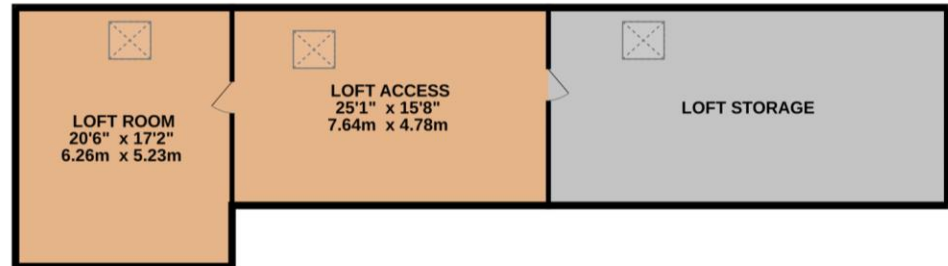 LOFT ROOM
20'6" x 17'2"
6.26m x 5.23m
LOFT ACCESS
25'1" x 15'8"
7.64m x 4.78m
LOFT STORAGE